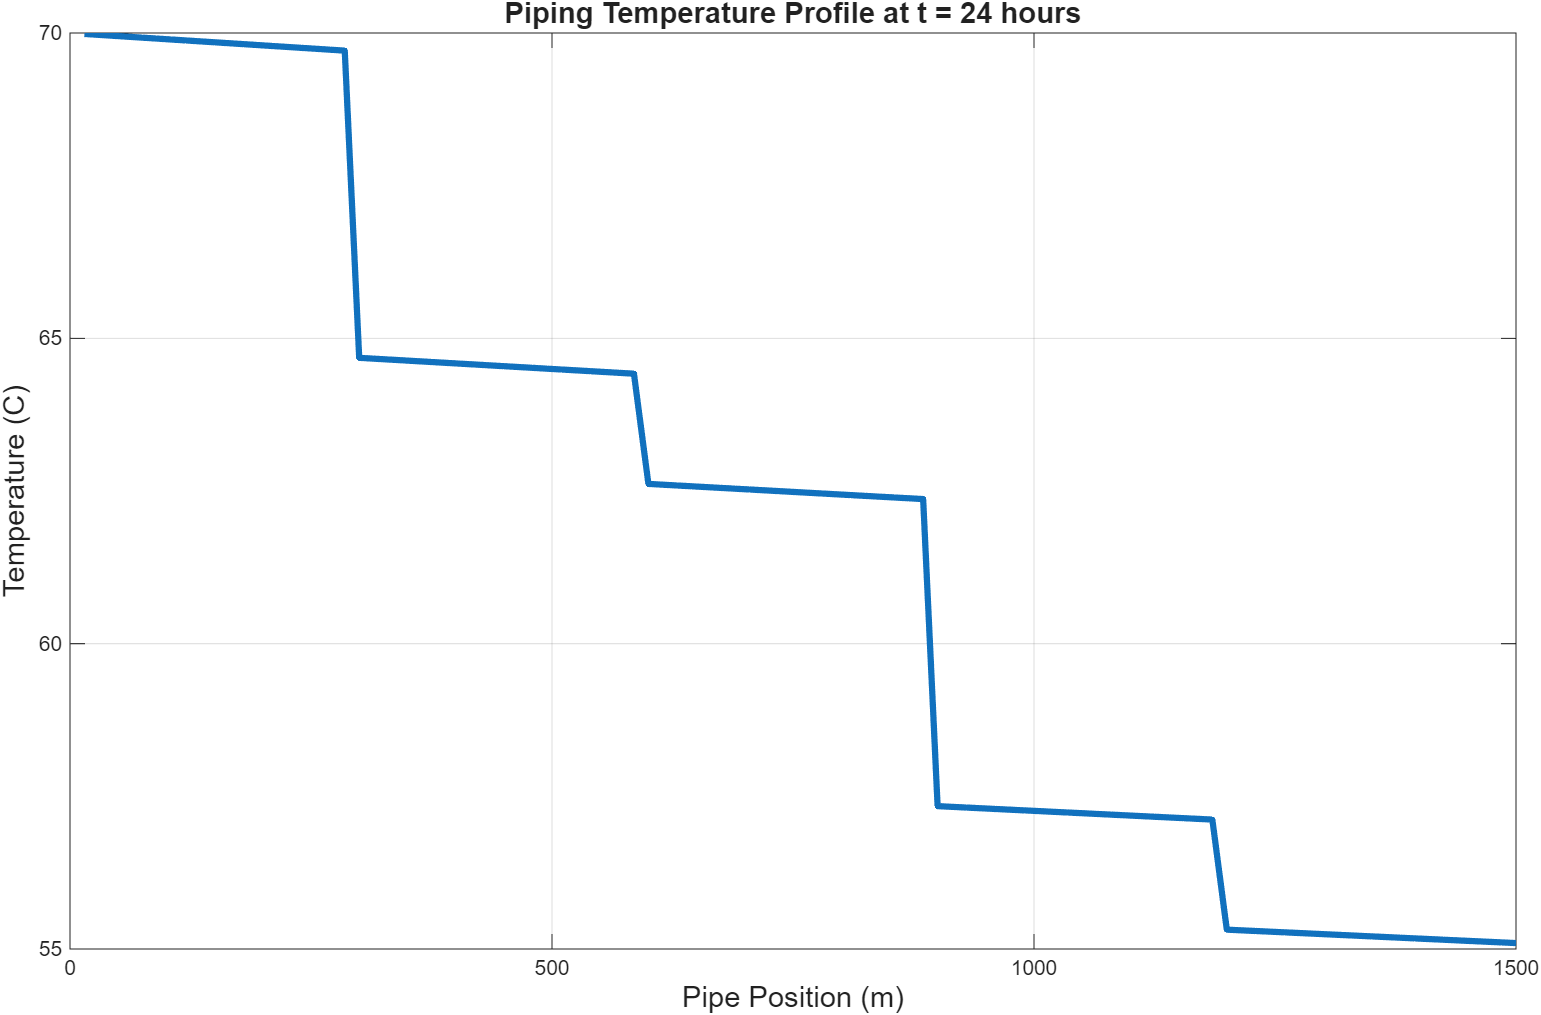 Piping Temperature Profile at t = 24 hours
70
65
60
55
Temperature (C)
0 500 1000 1500
Pipe Position (m)